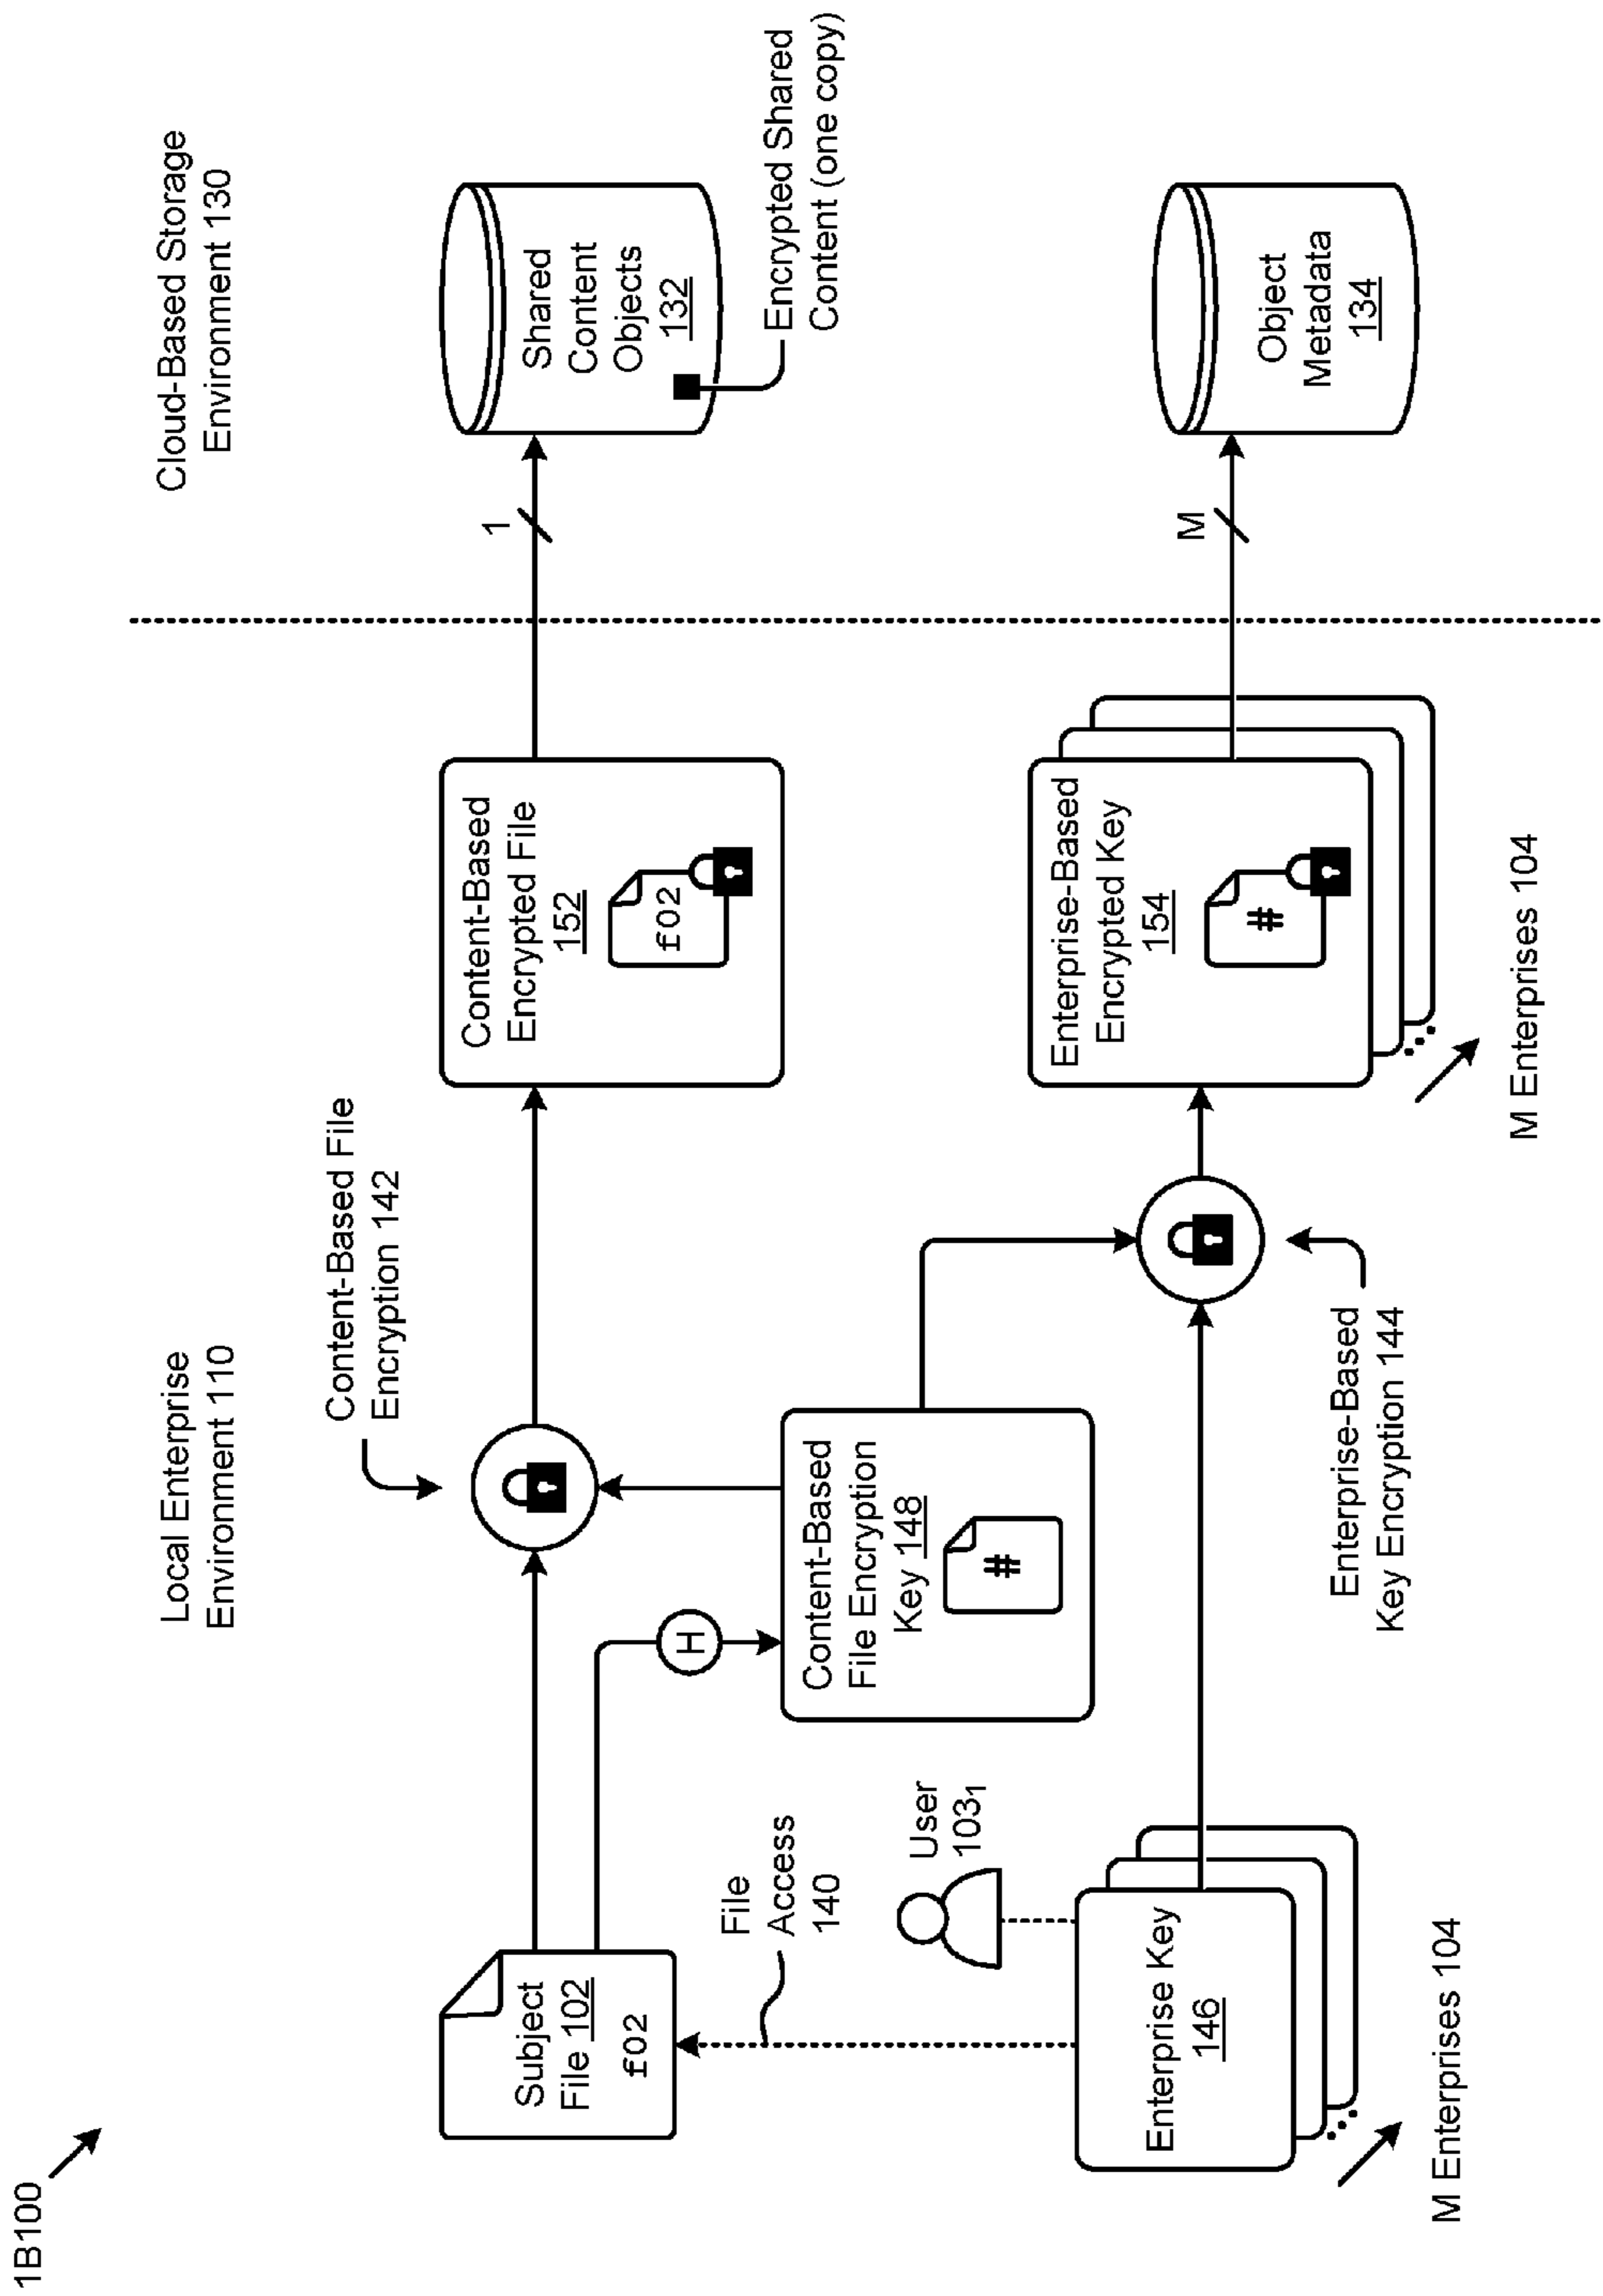 1B100
Local Enterprise
Environment 110
Cloud-Based Storage
Environment 130
Content-Based File
Encryption 142
Subject
File 102
f02
Content-Based
Encrypted File
152
f02
1
Shared
Content
Objects
132
Encrypted Shared
Content (one copy)
H
File
Access
140
Content-Based
File Encryption
Key 148
#
User
103₁
Enterprise Key
146
M Enterprises 104
Enterprise-Based
Key Encryption 144
Enterprise-Based
Encrypted Key
154
#
M Enterprises 104
M
Object
Metadata
134